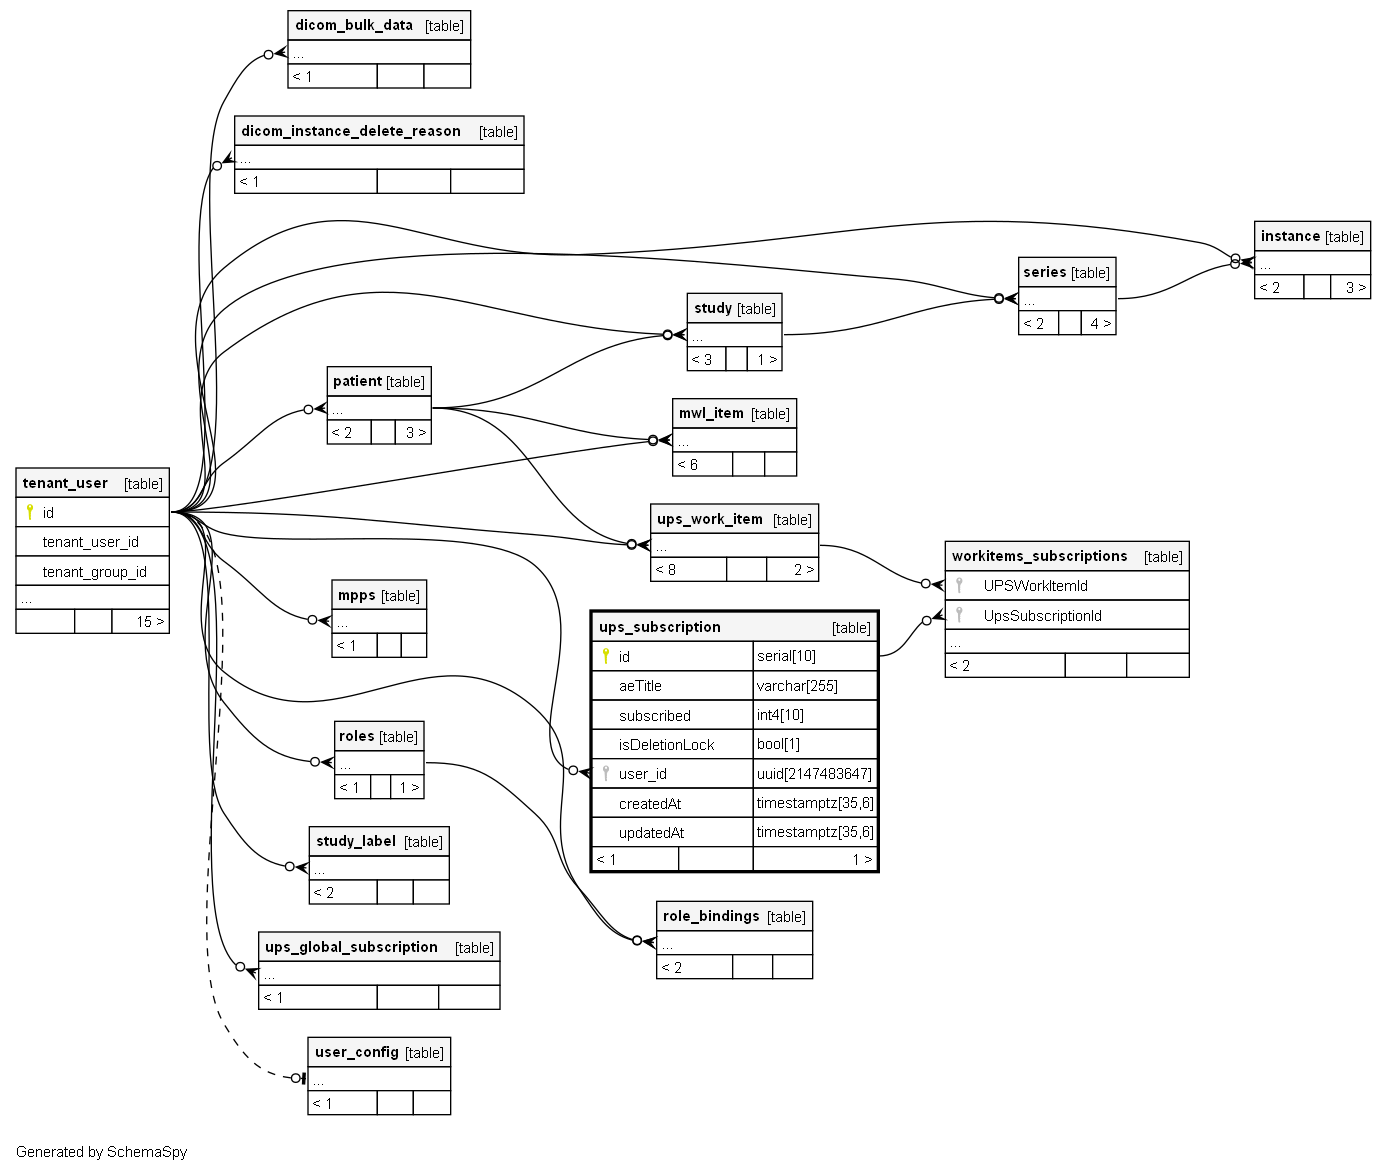 dicom_bulk_data [table]
...
< 1
dicom_instance_delete_reason [table]
...
< 1
instance [table]
...
< 2 3 >
series [table]
...
< 2 4 >
study [table]
...
< 3 1 >
patient [table]
...
< 2 3 >
mwl_item [table]
...
< 6
tenant_user [table]
id
tenant_user_id
tenant_group_id
...
15 >
ups_work_item [table]
...
< 8 2 >
workitems_subscriptions [table]
UPSWorkItemId
UpsSubscriptionId
...
< 2
mpps [table]
...
< 1
ups_subscription [table]
id serial[10]
aeTitle varchar[255]
subscribed int4[10]
isDeletionLock bool[1]
user_id uuid[2147483647]
createdAt timestamptz[35,6]
updatedAt timestamptz[35,6]
< 1 1 >
roles [table]
...
< 1 1 >
study_label [table]
...
< 2
role_bindings [table]
...
< 2
ups_global_subscription [table]
...
< 1
user_config [table]
...
< 1
Generated by SchemaSpy